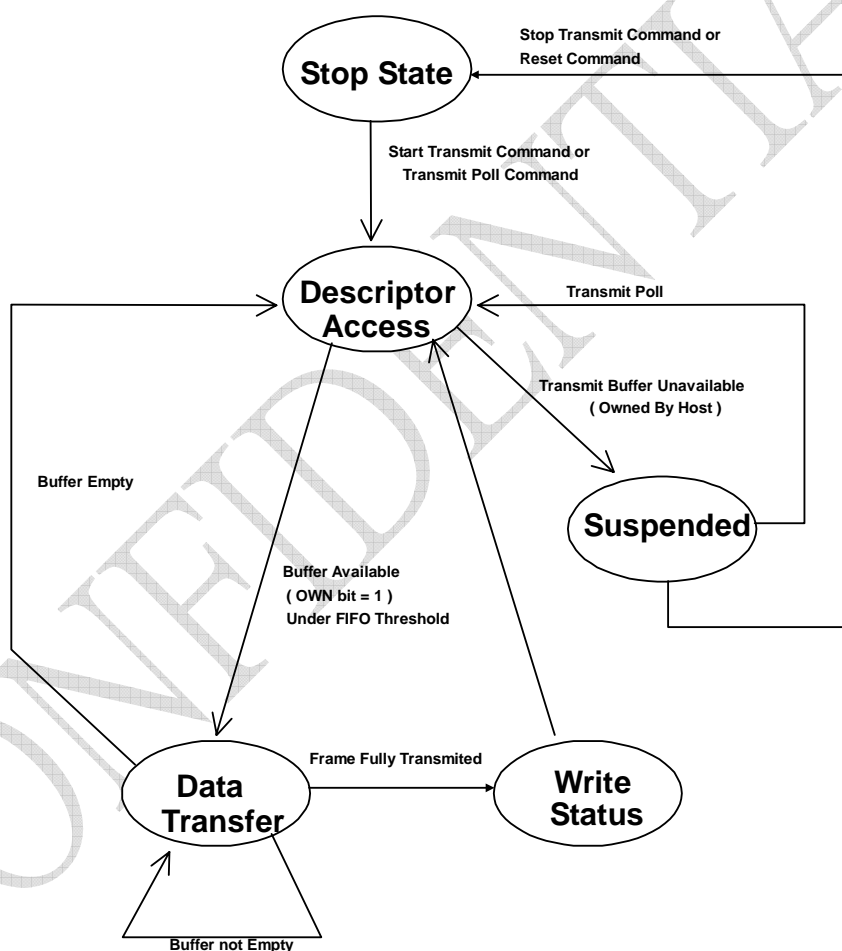 Stop Transmit Command or
Reset Command
Stop State
Start Transmit Command or
Transmit Poll Command
Descriptor
Access
Transmit Poll
Transmit Buffer Unavailable
( Owned By Host )
Buffer Empty
Suspended
Buffer Available
( OWN bit = 1 )
Under FIFO Threshold
Frame Fully Transmited
Data
Transfer
Write
Status
Buffer not Empty
ONFIDENTIA